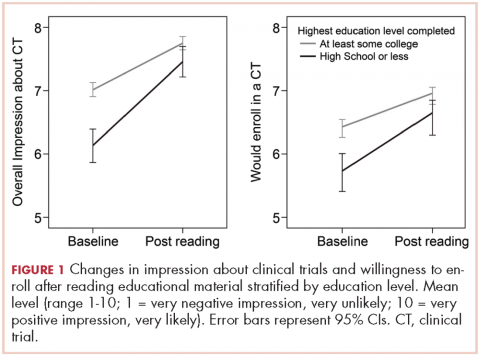 8
7
6
5
Overall Impression about CT
Baseline
Post reading
8
7
6
5
Would enroll in a CT
Highest education level completed
At least some college
High School or less
Baseline
Post reading
FIGURE 1 Changes in impression about clinical trials and willingness to en-
roll after reading educational material stratified by education level. Mean
level (range 1-10; 1 = very negative impression, very unlikely; 10 = very
positive impression, very likely). Error bars represent 95% CIs. CT, clinical
trial.